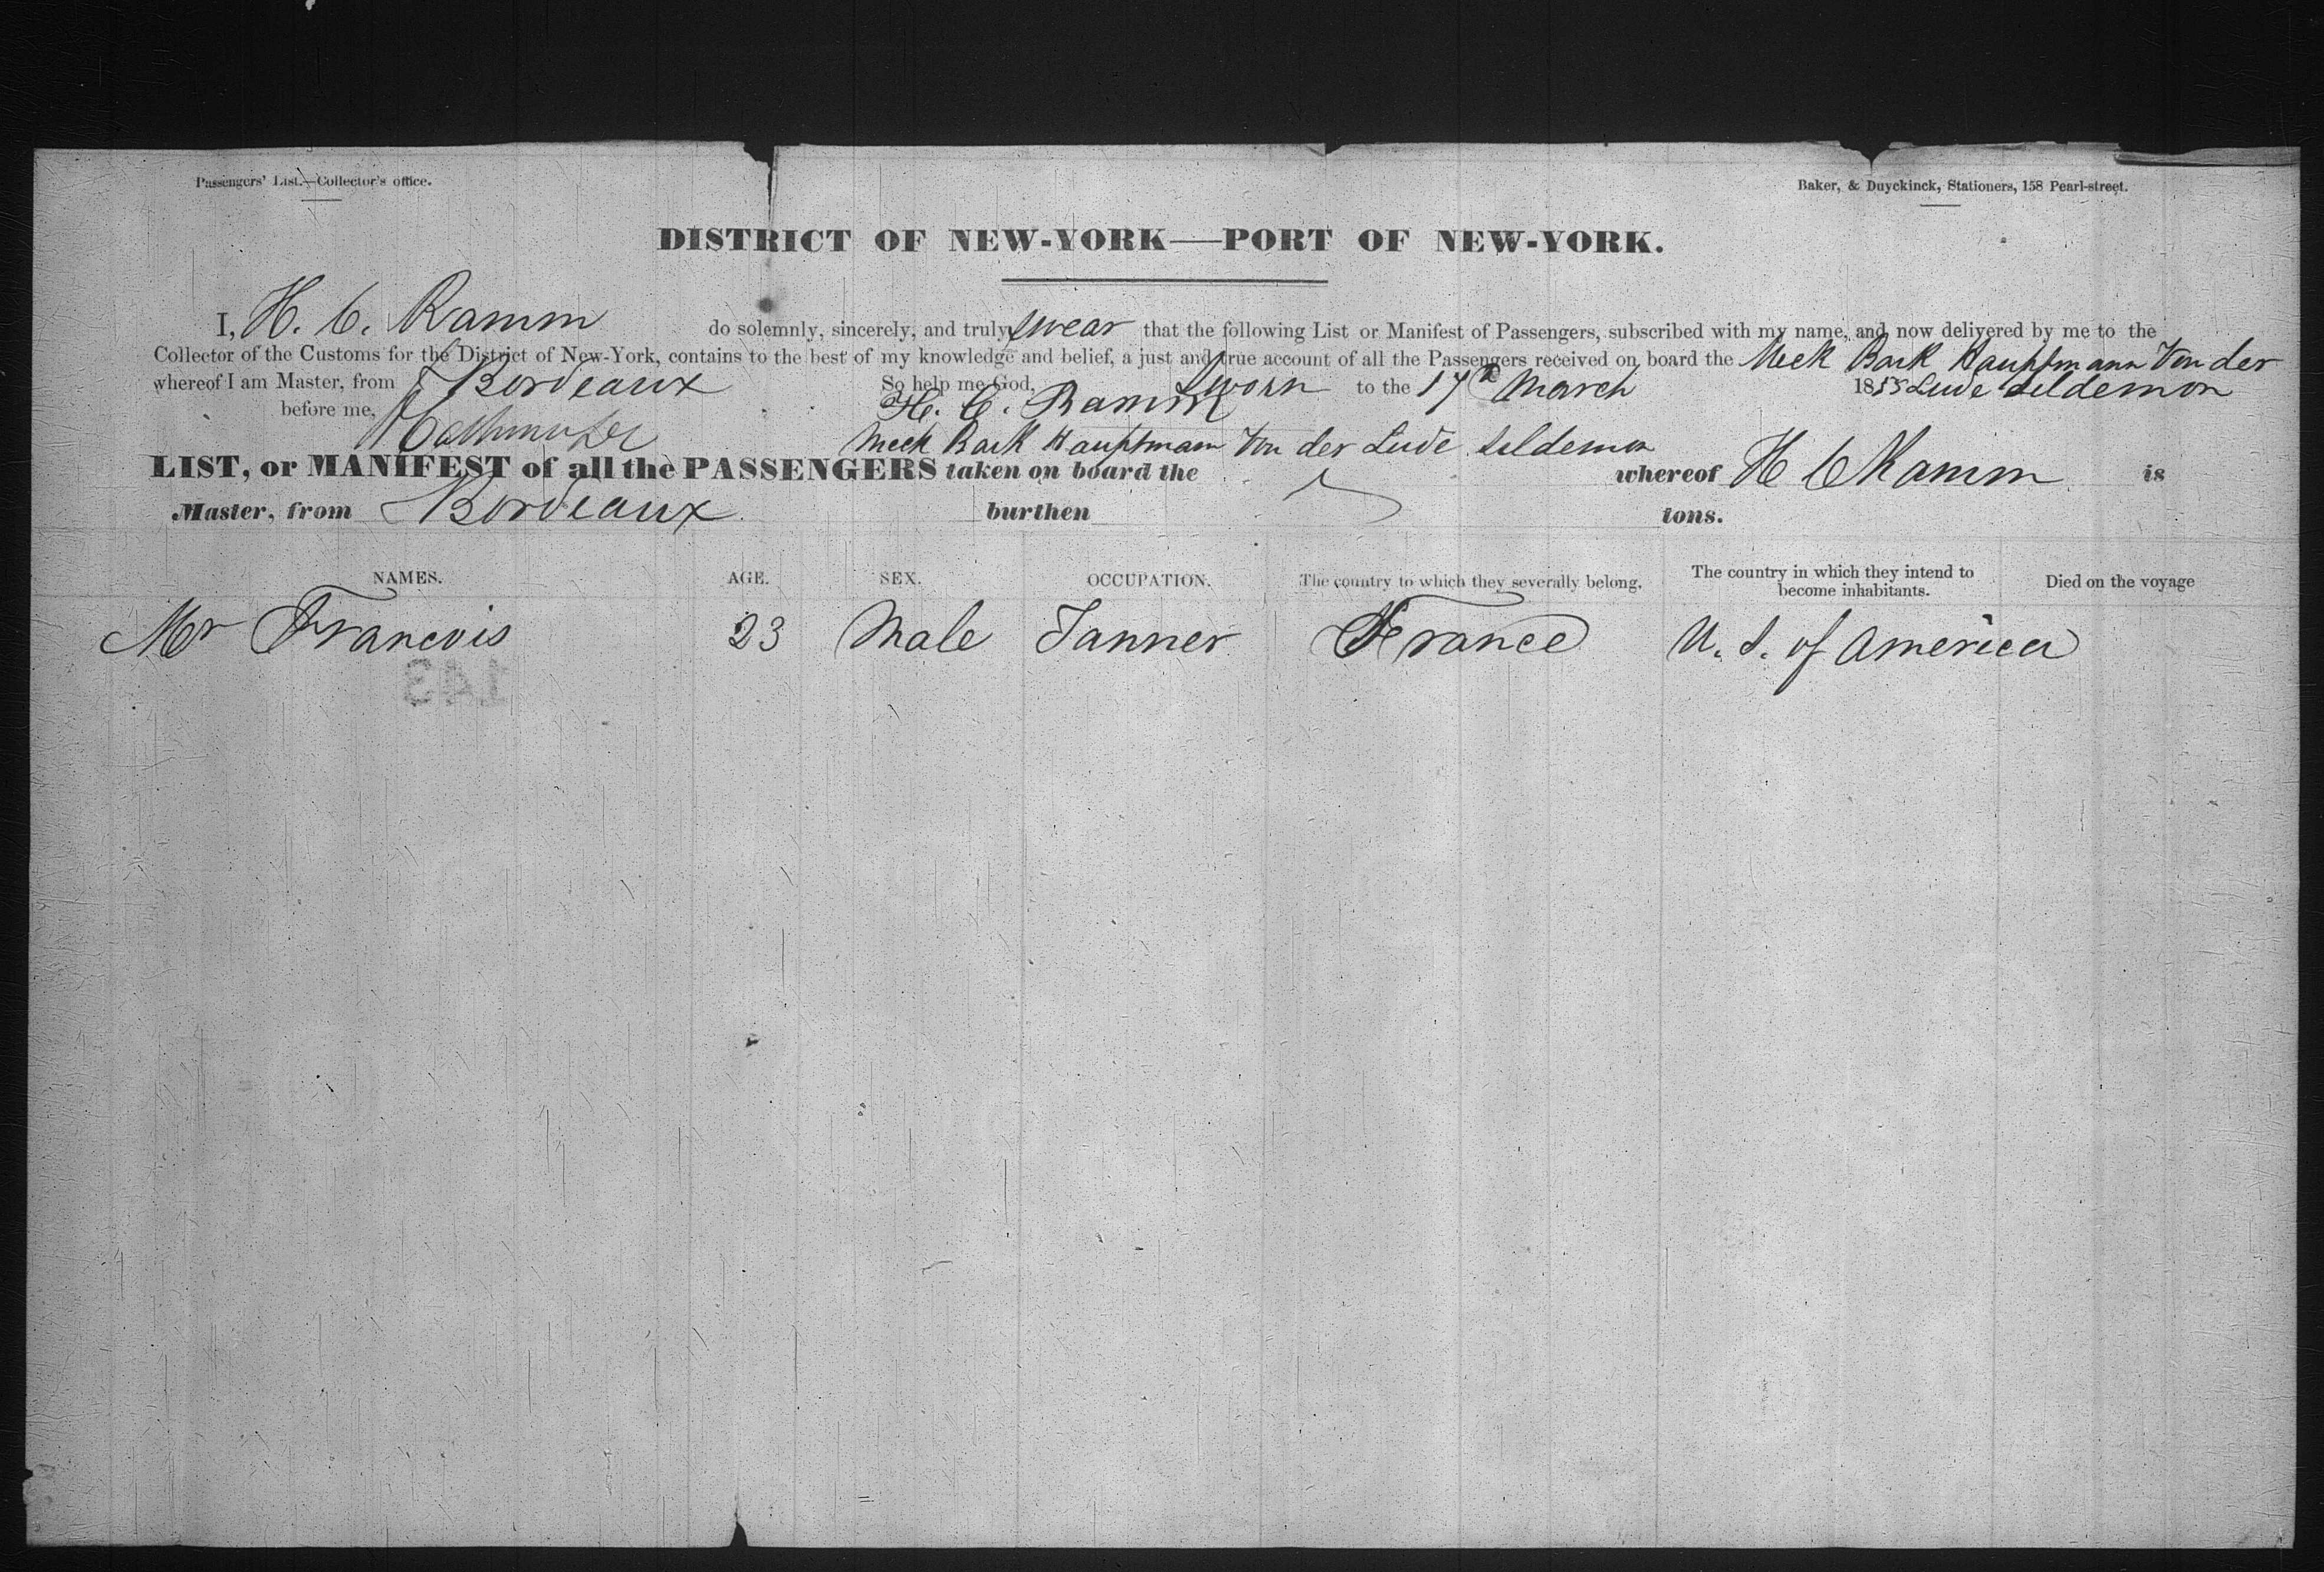 Passengers' List.—Collector's office.
Baker, & Duyckinck, Stationers, 158 Pearl-street.
DISTRICT OF NEW-YORK—PORT OF NEW-YORK.
I, H. C. Ramm do solemnly, sincerely, and truly swear that the following List or Manifest of Passengers, subscribed with my name, and now delivered by me to the
Collector of the Customs for the District of New-York, contains to the best of my knowledge and belief, a just and true account of all the Passengers received on board the Meck Bark Hauptmann Von der
whereof I am Master, from Bordeaux So help me God, Sworn to the 17th March 18 Lude
before me, H. C. Ramm
Meck Bark Hauptmann Von der Lude
LIST, or MANIFEST of all the PASSENGERS taken on board the whereof H C Ramm is
Master, from Bordeaux burthen tons.
NAMES. AGE. SEX. OCCUPATION. The country to which they severally belong. The country in which they intend to become inhabitants. Died on the voyage
Mr Francois 23 Male Tanner France U. S. of America
143